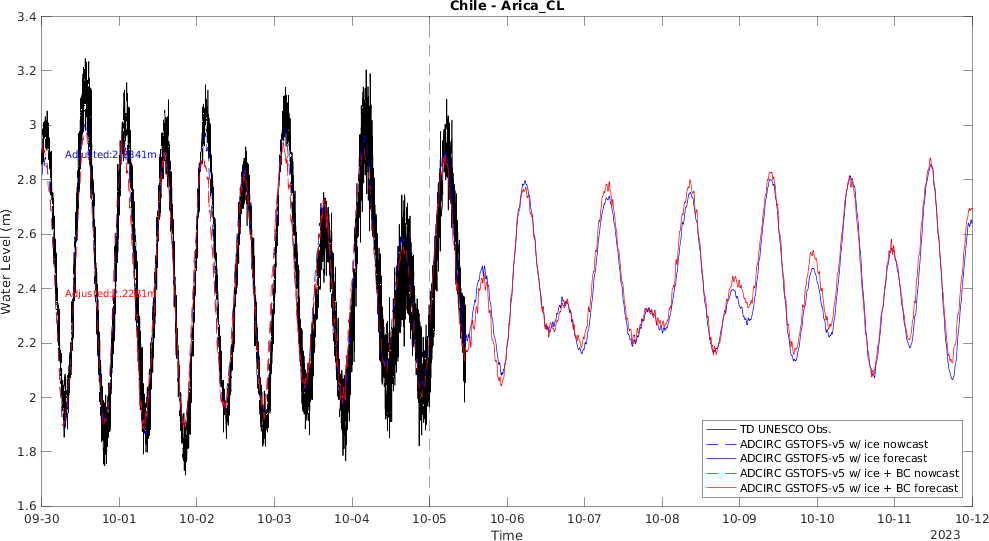 Chile - Arica_CL
3.4
3.2
3
2.8
2.6
2.4
2.2
2
1.8
1.6
Water Level (m)
Adjusted:2.2231m
TD UNESCO Obs.
ADCIRC GSTOFS-v5 w/ ice nowcast
ADCIRC GSTOFS-v5 w/ ice forecast
ADCIRC GSTOFS-v5 w/ ice + BC nowcast
ADCIRC GSTOFS-v5 w/ ice + BC forecast
09-30
10-01
10-02
10-03
10-04
10-05
10-06
10-07
10-08
10-09
10-10
10-11
10-12
Time
2023